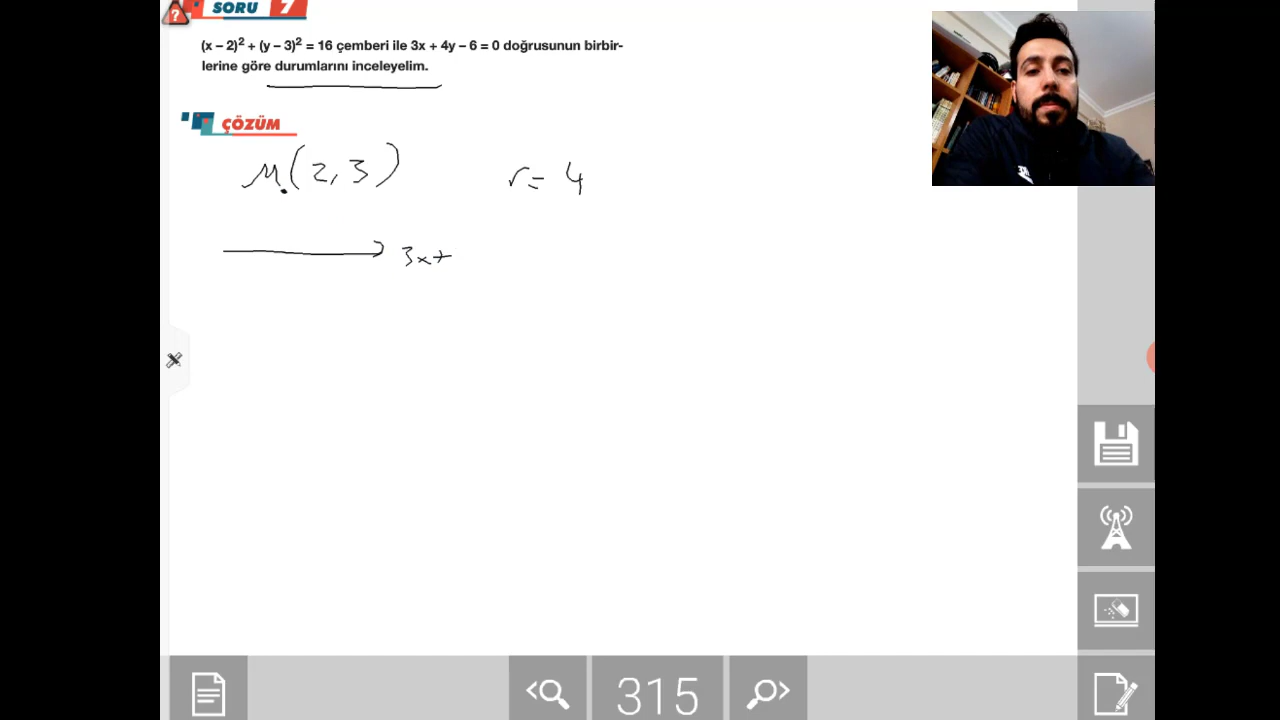 SORU 7
(x – 2)² + (y – 3)² = 16 çemberi ile 3x + 4y – 6 = 0 doğrusunun birbir-
lerine göre durumlarını inceleyelim.
ÇÖZÜM
M(2, 3) r = 4
3x+
315